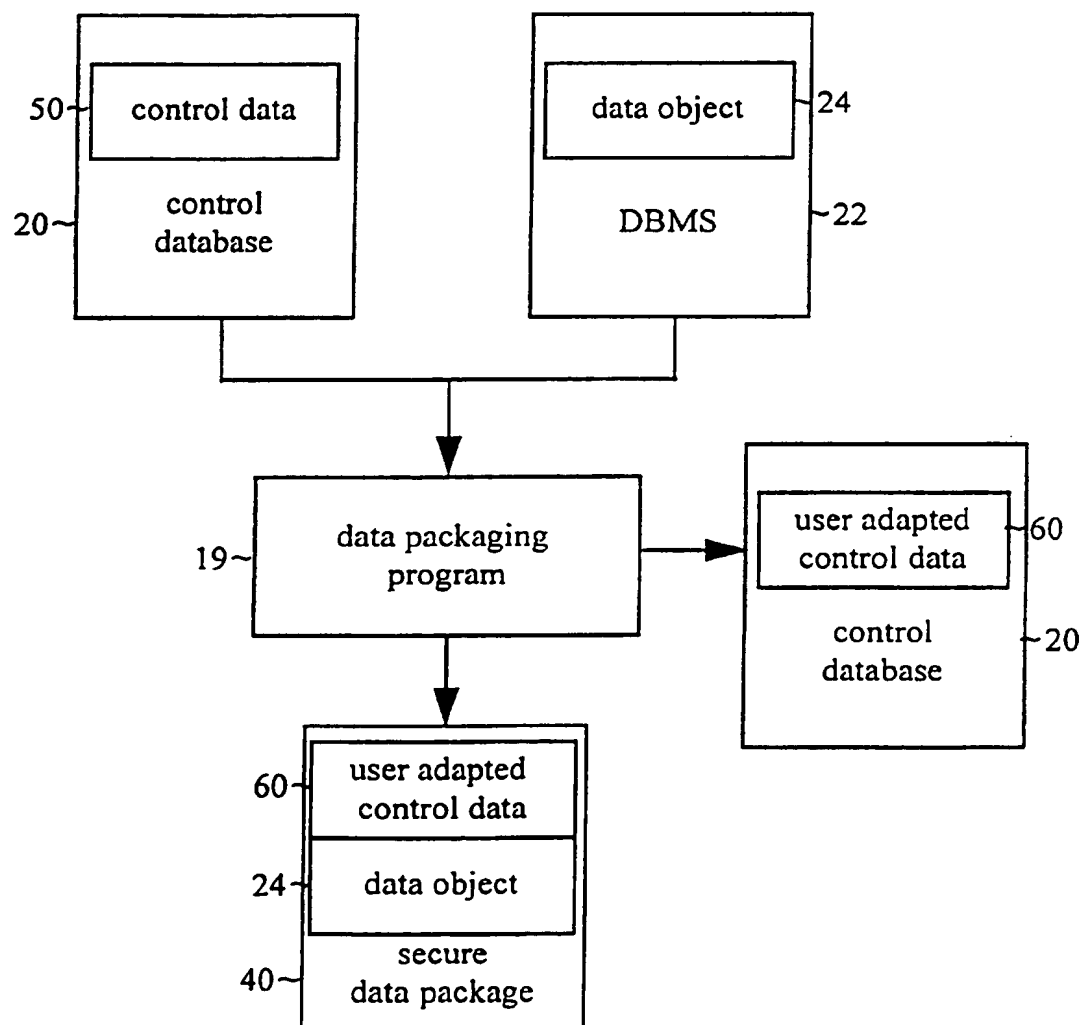 50 control data
data object 24
20 control
database
DBMS 22
19 data packaging
program
user adapted 60
control data
control 20
database
60 user adapted
control data
24 data object
secure
40 data package